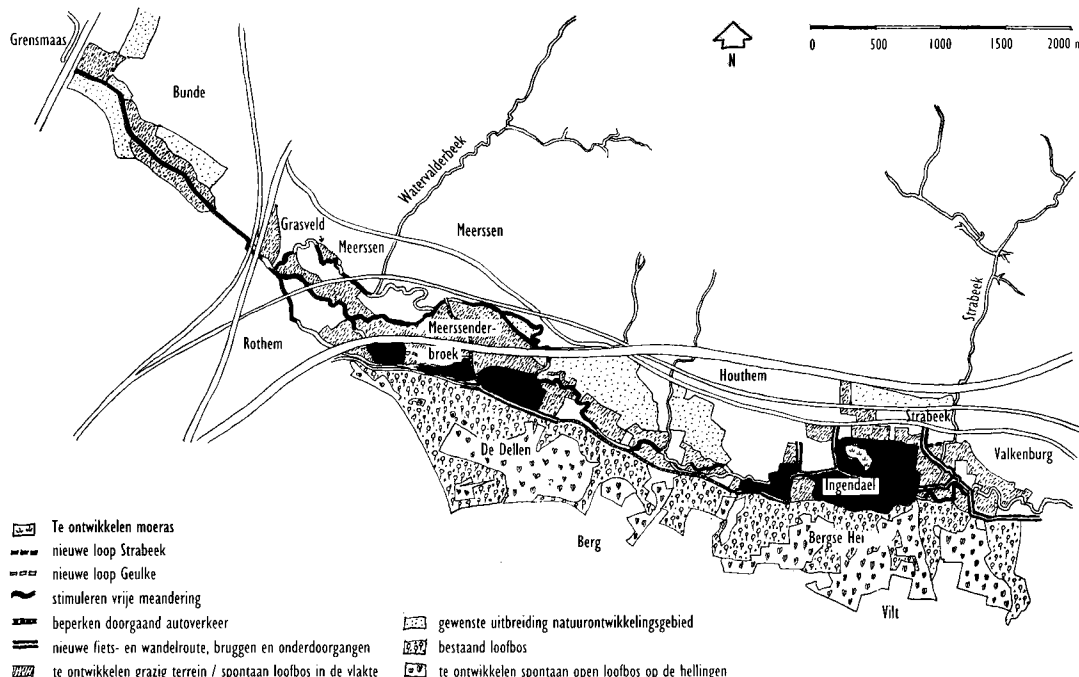 Grensmaas
Bunde
N
0 500 1000 1500 2000 m
Watervalderbeek
Grasveld
Meerssen
Meerssen
Strabeek
Rothem
Meerssender-
broek
Houthem
Strabeek
De Dellen
Ingendael
Valkenburg
Berg
Bergse Hei
Vilt
Te ontwikkelen moeras
nieuwe loop Strabeek
nieuwe loop Geulke
stimuleren vrije meandering
beperken doorgaand autoverkeer
nieuwe fiets- en wandelroute, bruggen en onderdoorgangen
te ontwikkelen grazig terrein / spontaan loofbos in de vlakte
gewenste uitbreiding natuurontwikkelingsgebied
bestaand loofbos
te ontwikkelen spontaan open loofbos op de hellingen